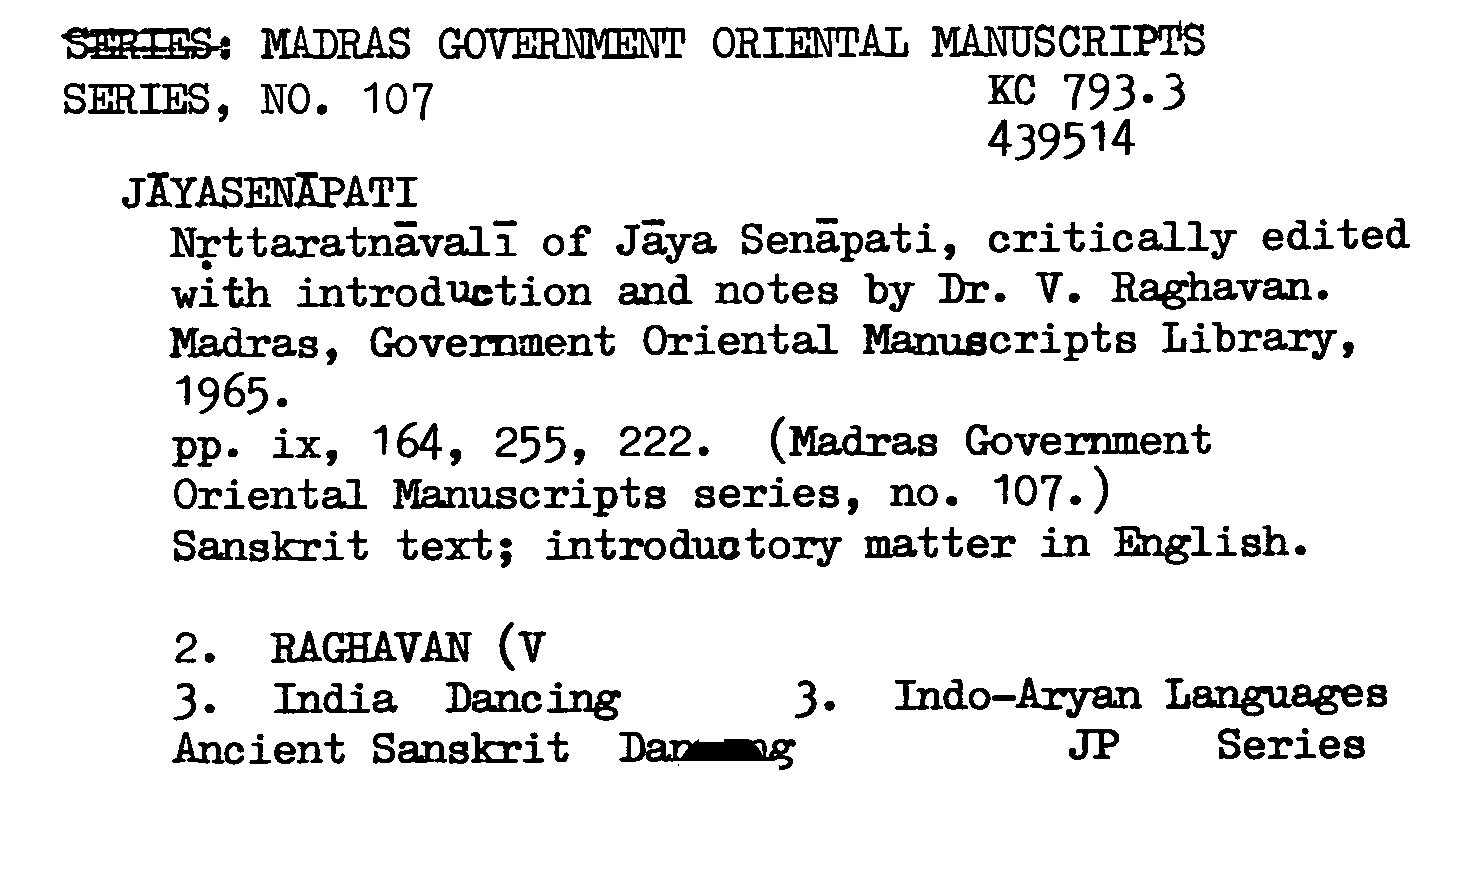 SERIES: MADRAS GOVERNMENT ORIENTAL MANUSCRIPTS
SERIES, NO. 107
KC 793.3
439514
JĀYASENĀPATI
Nṛttaratnāvalī of Jāya Senāpati, critically edited
with introduction and notes by Dr. V. Raghavan.
Madras, Government Oriental Manuscripts Library,
1965.
pp. ix, 164, 255, 222. (Madras Government
Oriental Manuscripts series, no. 107.)
Sanskrit text; introductory matter in English.
2. RAGHAVAN (V
3. India Dancing 3. Indo-Aryan Languages
Ancient Sanskrit JP Series